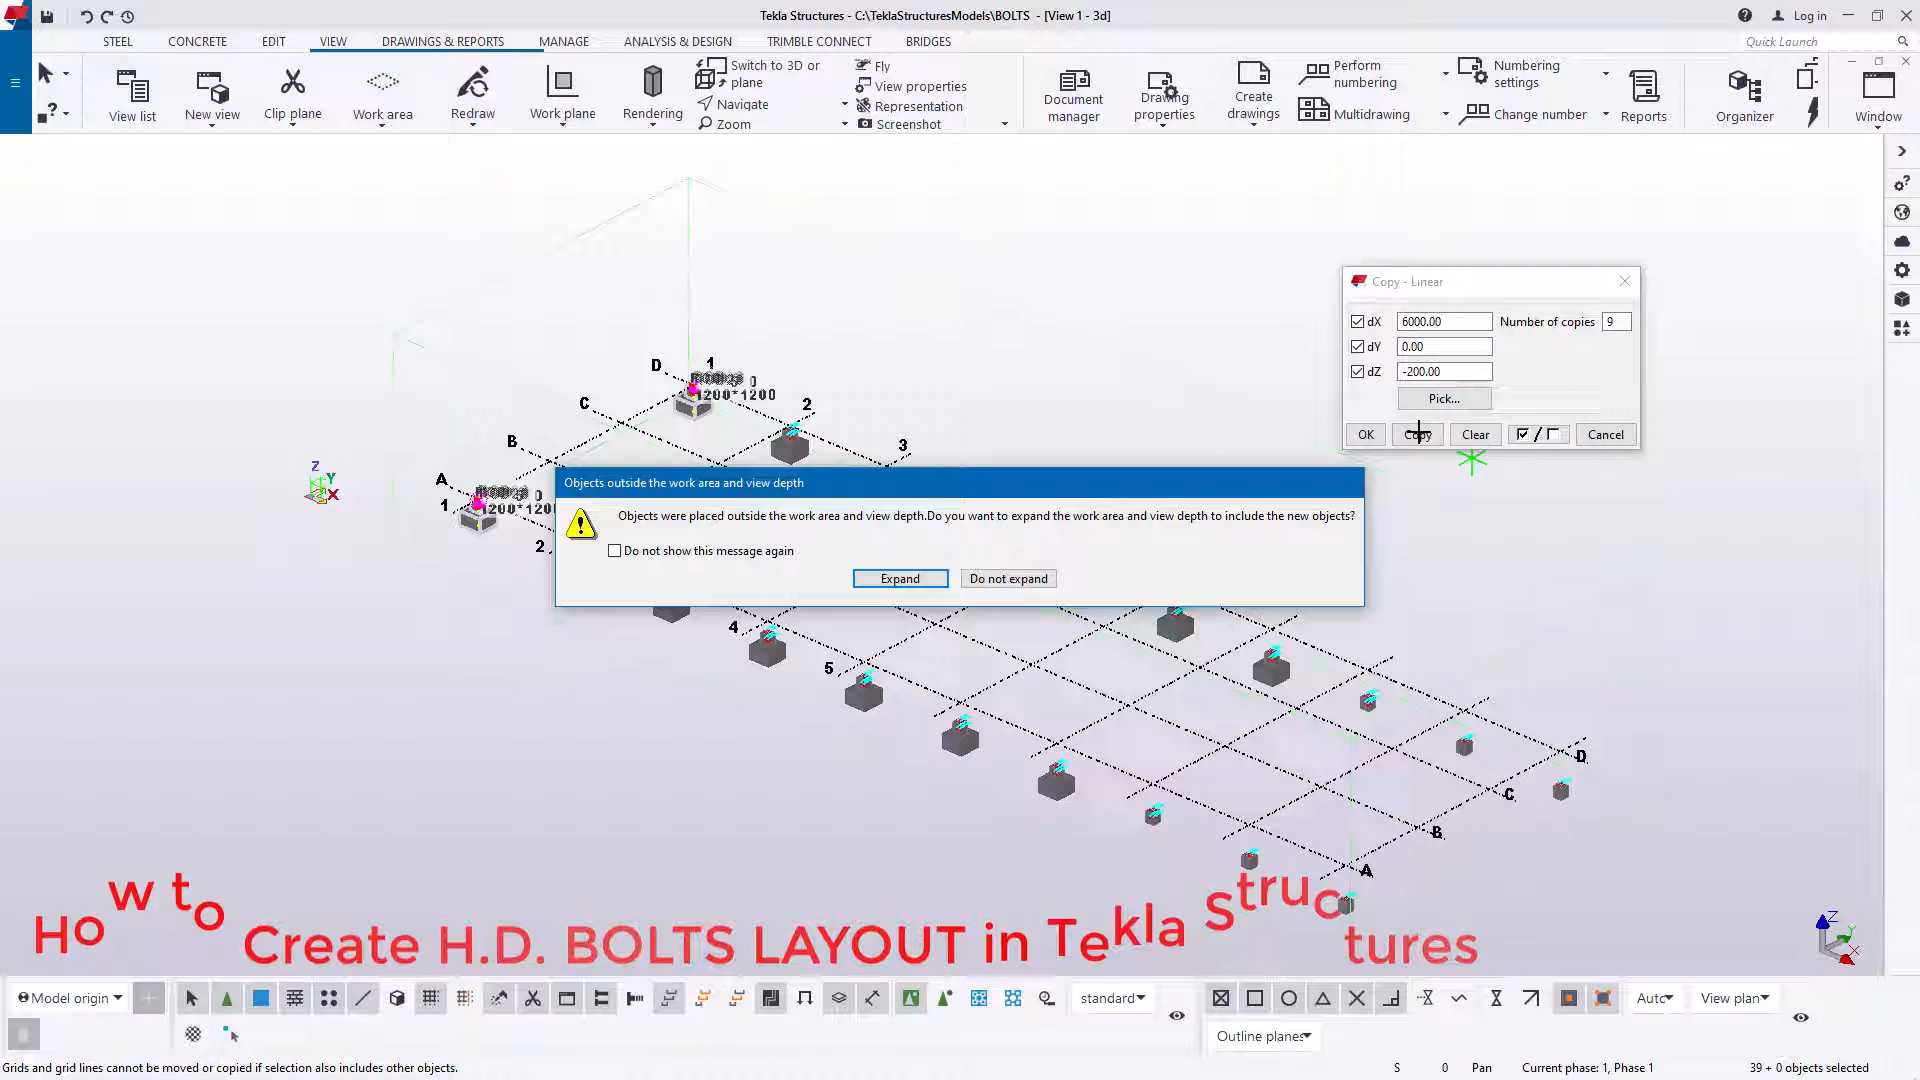 Tekla Structures - C:\TeklaStructuresModels\BOLTS - [View 1 - 3d]
Log in
STEEL CONCRETE EDIT VIEW DRAWINGS & REPORTS MANAGE ANALYSIS & DESIGN TRIMBLE CONNECT BRIDGES
Quick Launch
View list
New view
Clip plane
Work area
Redraw
Work plane
Rendering
Switch to 3D or plane
Navigate
Zoom
Fly
View properties
Representation
Screenshot
Document manager
Drawing properties
Create drawings
Perform numbering
Multidrawing
Numbering settings
Change number
Reports
Organizer
Window
Copy - Linear
dX 6000.00 Number of copies 9
dY 0.00
dZ -200.00
Pick...
OK Copy Clear / Cancel
D 1
1200*1200
C 2
B 3
A
1
2
Z
Y
X
Objects outside the work area and view depth
Objects were placed outside the work area and view depth.Do you want to expand the work area and view depth to include the new objects?
Do not show this message again
Expand Do not expand
4
5
D
C
B
A
How to Create H.D. BOLTS LAYOUT in Tekla Structures
Z
Y
X
Model origin
standard
Auto
View plan
Outline planes
Grids and grid lines cannot be moved or copied if selection also includes other objects.
S 0 Pan Current phase: 1, Phase 1 39 + 0 objects selected